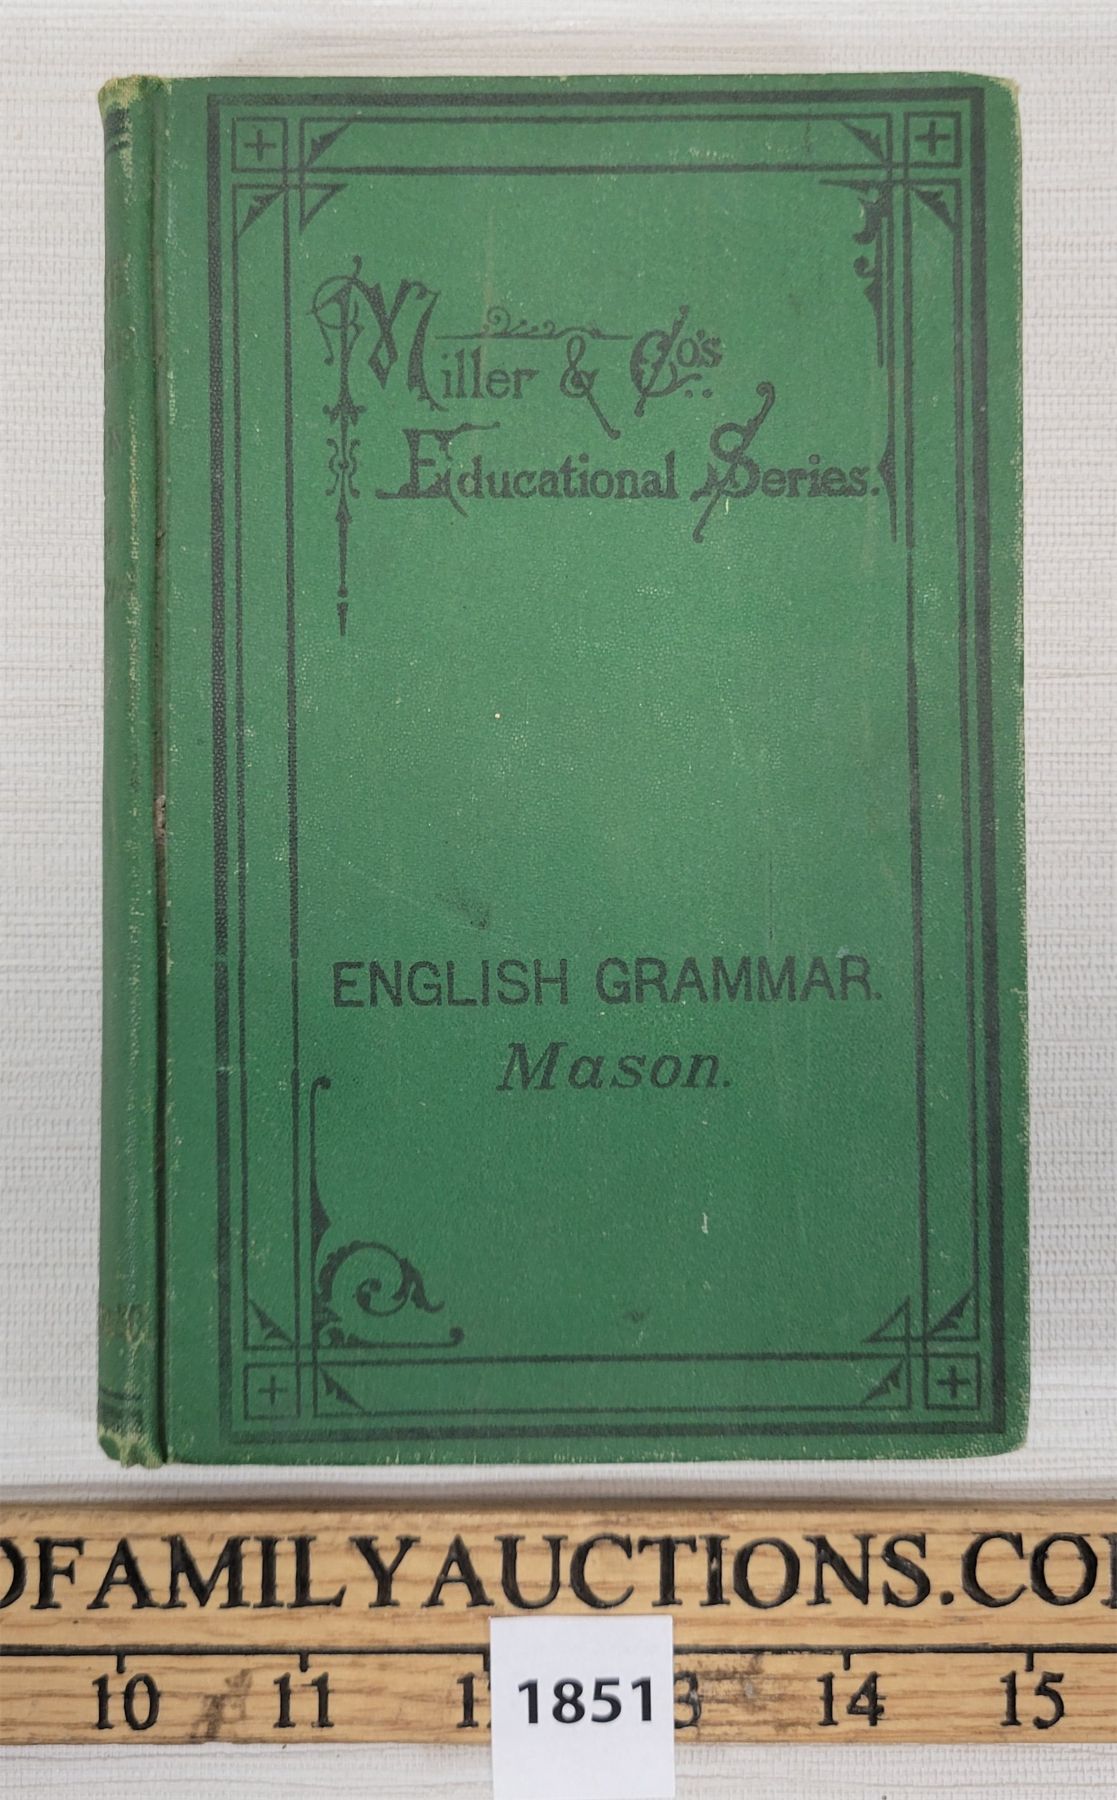 Miller & Co's
Educational Series.
ENGLISH GRAMMAR.
Mason.
FAMILYAUCTIONS.CO
10 11 14 15
1851